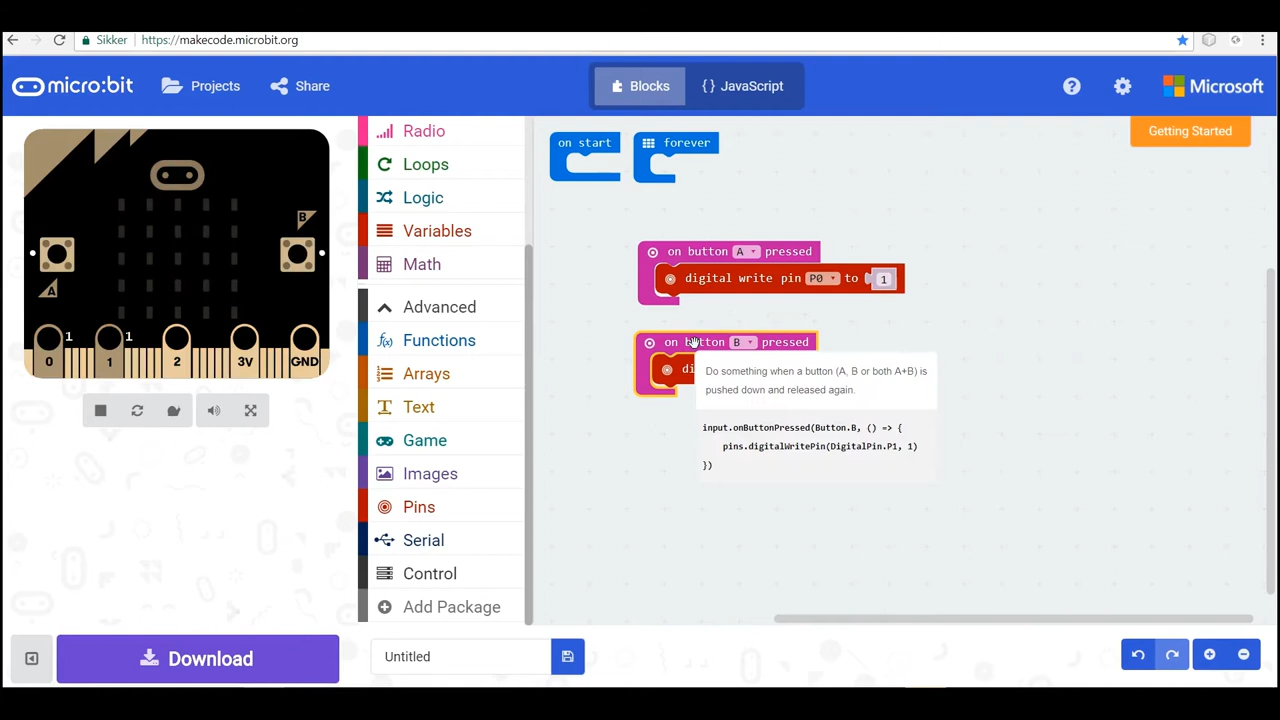 Sikker https://makecode.microbit.org
micro:bit Projects Share Blocks {} JavaScript Microsoft
Getting Started
B
A
1 1
0 1 2 3V GND
Download
Radio
Loops
Logic
Variables
Math
Advanced
Functions
Arrays
Text
Game
Images
Pins
Serial
Control
Add Package
on start
forever
on button A pressed
digital write pin P0 to 1
on button B pressed
di
Do something when a button (A, B or both A+B) is
pushed down and released again.
input.onButtonPressed(Button.B, () => {
pins.digitalWritePin(DigitalPin.P1, 1)
})
Untitled